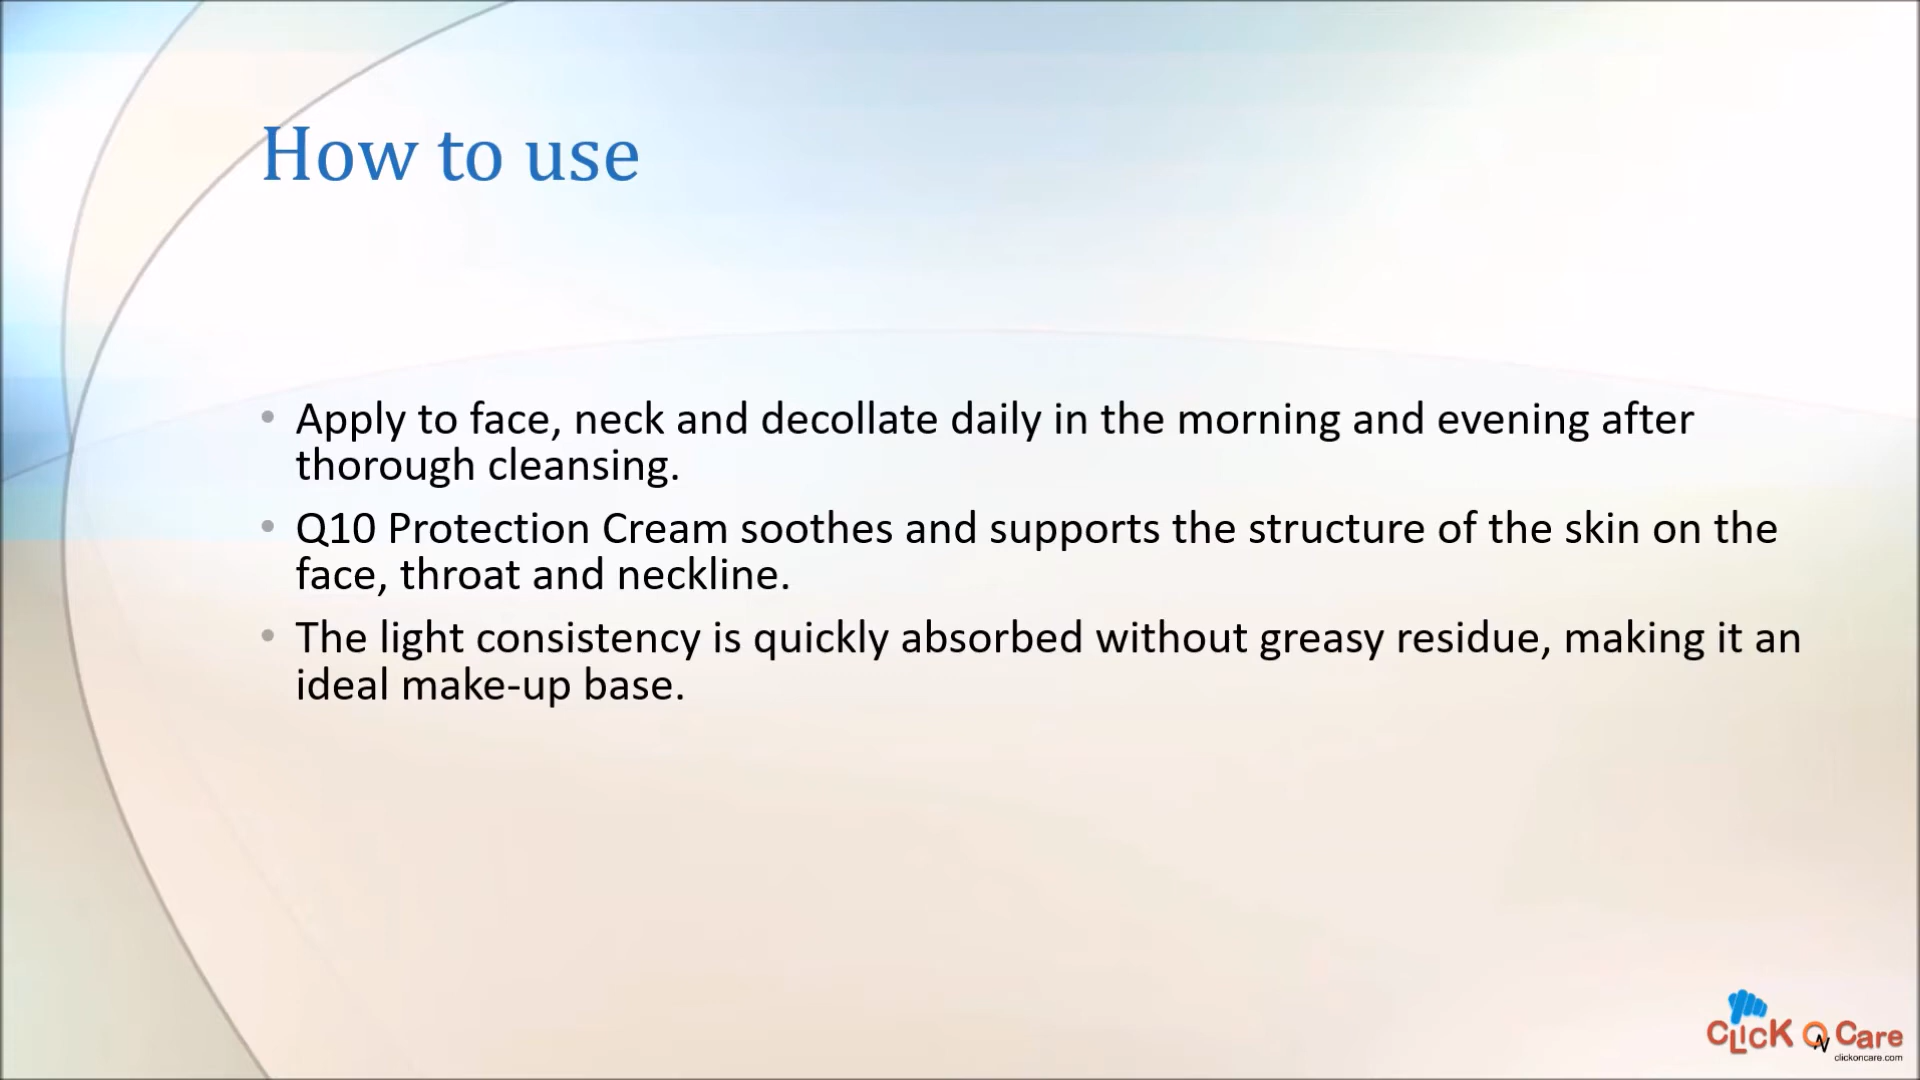 How to use
• Apply to face, neck and decollate daily in the morning and evening after
thorough cleansing.
• Q10 Protection Cream soothes and supports the structure of the skin on the
face, throat and neckline.
• The light consistency is quickly absorbed without greasy residue, making it an
ideal make-up base.
Click ON Care
clickoncare.com